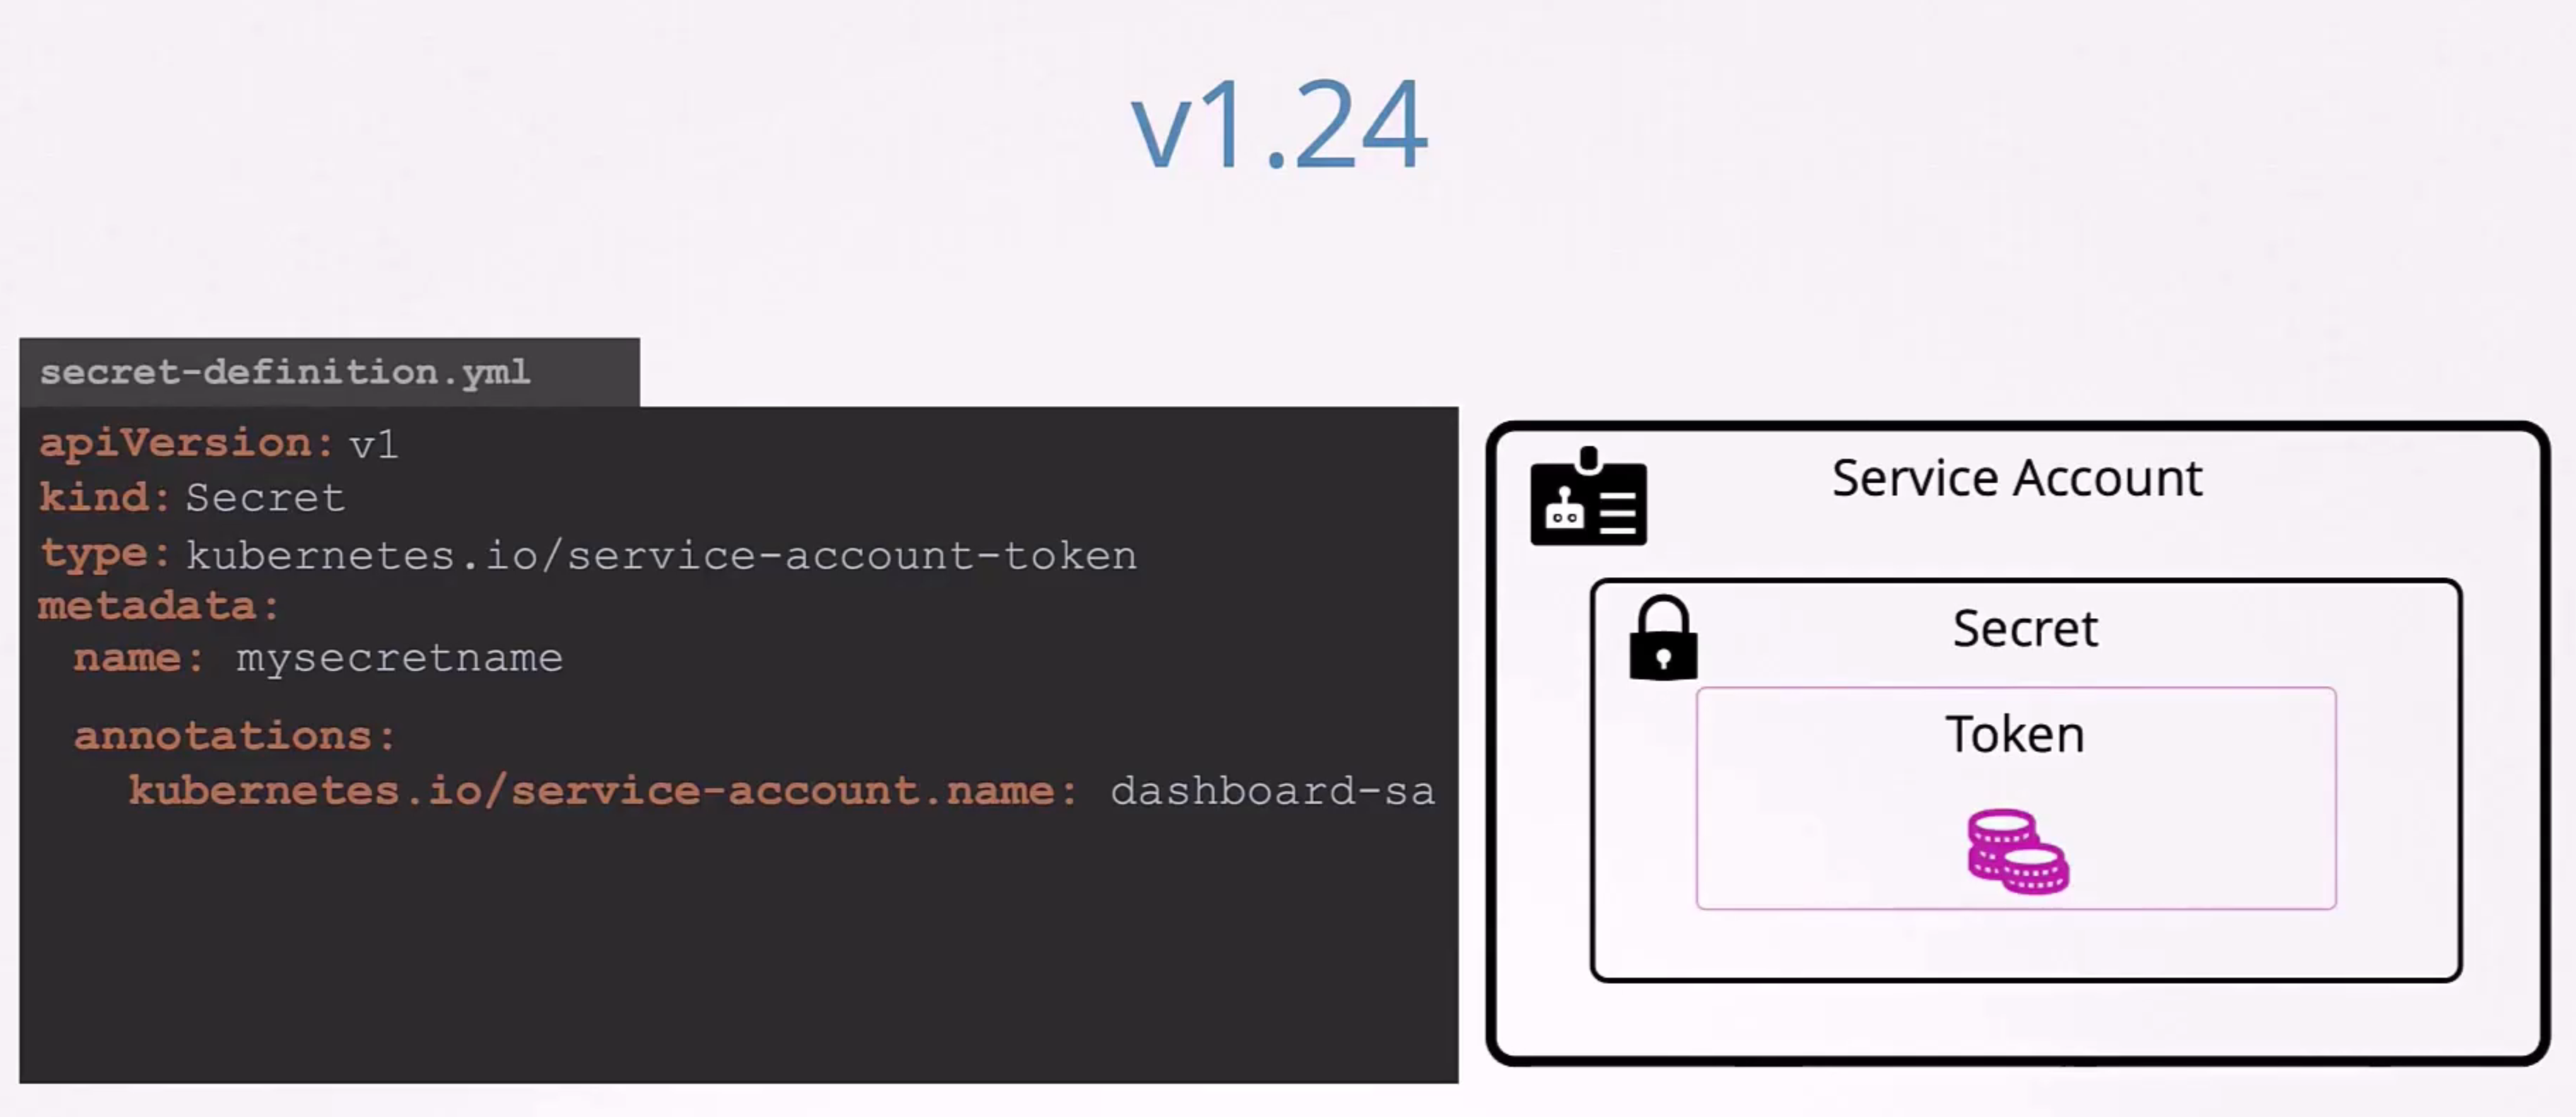 v1.24
secret-definition.yml
apiVersion: v1
kind: Secret
type: kubernetes.io/service-account-token
metadata:
name: mysecretname
annotations:
kubernetes.io/service-account.name: dashboard-sa
Service Account
Secret
Token